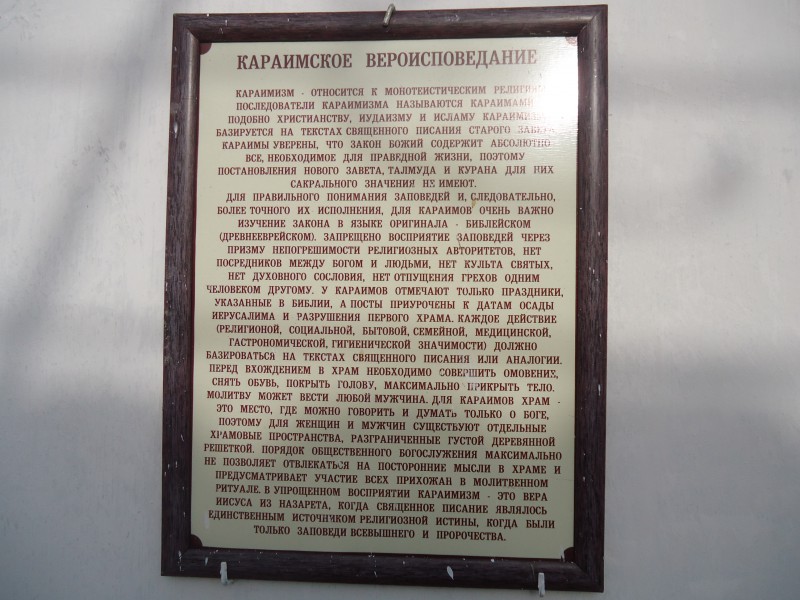 КАРАИМСКОЕ ВЕРОИСПОВЕДАНИЕ
КАРАИМИЗМ - ОТНОСИТСЯ К МОНОТЕИСТИЧЕСКИМ РЕЛИГИЯМ
ПОСЛЕДОВАТЕЛИ КАРАИМИЗМА НАЗЫВАЮТСЯ КАРАИМАМИ
ПОДОБНО ХРИСТИАНСТВУ, ИУДАИЗМУ И ИСЛАМУ КАРАИМИЗМ
БАЗИРУЕТСЯ НА ТЕКСТАХ СВЯЩЕННОГО ПИСАНИЯ СТАРОГО ЗАВЕТА
КАРАИМЫ УВЕРЕНЫ, ЧТО ЗАКОН БОЖИЙ СОДЕРЖИТ АБСОЛЮТНО
ВСЕ, НЕОБХОДИМОЕ ДЛЯ ПРАВЕДНОЙ ЖИЗНИ, ПОЭТОМУ
ПОСТАНОВЛЕНИЯ НОВОГО ЗАВЕТА, ТАЛМУДА И КУРАНА ДЛЯ НИХ
САКРАЛЬНОГО ЗНАЧЕНИЯ НЕ ИМЕЮТ.
ДЛЯ ПРАВИЛЬНОГО ПОНИМАНИЯ ЗАПОВЕДЕЙ И, СЛЕДОВАТЕЛЬНО,
БОЛЕЕ ТОЧНОГО ИХ ИСПОЛНЕНИЯ, ДЛЯ КАРАИМОВ ОЧЕНЬ ВАЖНО
ИЗУЧЕНИЕ ЗАКОНА В ЯЗЫКЕ ОРИГИНАЛА - БИБЛЕЙСКОМ
(ДРЕВНЕЕВРЕЙСКОМ). ЗАПРЕЩЕНО ВОСПРИЯТИЕ ЗАПОВЕДЕЙ ЧЕРЕЗ
ПРИЗМУ НЕПОГРЕШИМОСТИ РЕЛИГИОЗНЫХ АВТОРИТЕТОВ, НЕТ
ПОСРЕДНИКОВ МЕЖДУ БОГОМ И ЛЮДЬМИ, НЕТ КУЛЬТА СВЯТЫХ,
НЕТ ДУХОВНОГО СОСЛОВИЯ, НЕТ ОТПУЩЕНИЯ ГРЕХОВ ОДНИМ
ЧЕЛОВЕКОМ ДРУГОМУ. У КАРАИМОВ ОТМЕЧАЮТ ТОЛЬКО ПРАЗДНИКИ,
УКАЗАННЫЕ В БИБЛИИ, А ПОСТЫ ПРИУРОЧЕНЫ К ДАТАМ ОСАДЫ
ИЕРУСАЛИМА И РАЗРУШЕНИЯ ПЕРВОГО ХРАМА. КАЖДОЕ ДЕЙСТВИЕ
(РЕЛИГИОНОЙ, СОЦИАЛЬНОЙ, БЫТОВОЙ, СЕМЕЙНОЙ, МЕДИЦИНСКОЙ,
ГАСТРОНОМИЧЕСКОЙ, ГИГИЕНИЧЕСКОЙ ЗНАЧИМОСТИ) ДОЛЖНО
БАЗИРОВАТЬСЯ НА ТЕКСТАХ СВЯЩЕННОГО ПИСАНИЯ ИЛИ АНАЛОГИИ.
ПЕРЕД ВХОЖДЕНИЕМ В ХРАМ НЕОБХОДИМО СОВЕРШИТЬ ОМОВЕНИЕ,
СНЯТЬ ОБУВЬ, ПОКРЫТЬ ГОЛОВУ, МАКСИМАЛЬНО ПРИКРЫТЬ ТЕЛО.
МОЛИТВУ МОЖЕТ ВЕСТИ ЛЮБОЙ МУЖЧИНА. ДЛЯ КАРАИМОВ ХРАМ -
ЭТО МЕСТО, ГДЕ МОЖНО ГОВОРИТЬ И ДУМАТЬ ТОЛЬКО О БОГЕ,
ПОЭТОМУ ДЛЯ ЖЕНЩИН И МУЖЧИН СУЩЕСТВУЮТ ОТДЕЛЬНЫЕ
ХРАМОВЫЕ ПРОСТРАНСТВА, РАЗГРАНИЧЕННЫЕ ГУСТОЙ ДЕРЕВЯННОЙ
РЕШЕТКОЙ. ПОРЯДОК ОБЩЕСТВЕННОГО БОГОСЛУЖЕНИЯ МАКСИМАЛЬНО
НЕ ПОЗВОЛЯЕТ ОТВЛЕКАТЬСЯ НА ПОСТОРОННИЕ МЫСЛИ В ХРАМЕ И
ПРЕДУСМАТРИВАЕТ УЧАСТИЕ ВСЕХ ПРИХОЖАН В МОЛИТВЕННОМ
РИТУАЛЕ. В УПРОЩЕННОМ ВОСПРИЯТИИ КАРАИМИЗМ - ЭТО ВЕРА
ИИСУСА ИЗ НАЗАРЕТА, КОГДА СВЯЩЕННОЕ ПИСАНИЕ ЯВЛЯЛОСЬ
ЕДИНСТВЕННЫМ ИСТОЧНИКОМ РЕЛИГИОЗНОЙ ИСТИНЫ, КОГДА БЫЛИ
ТОЛЬКО ЗАПОВЕДИ ВСЕВЫШНЕГО И ПРОРОЧЕСТВА.